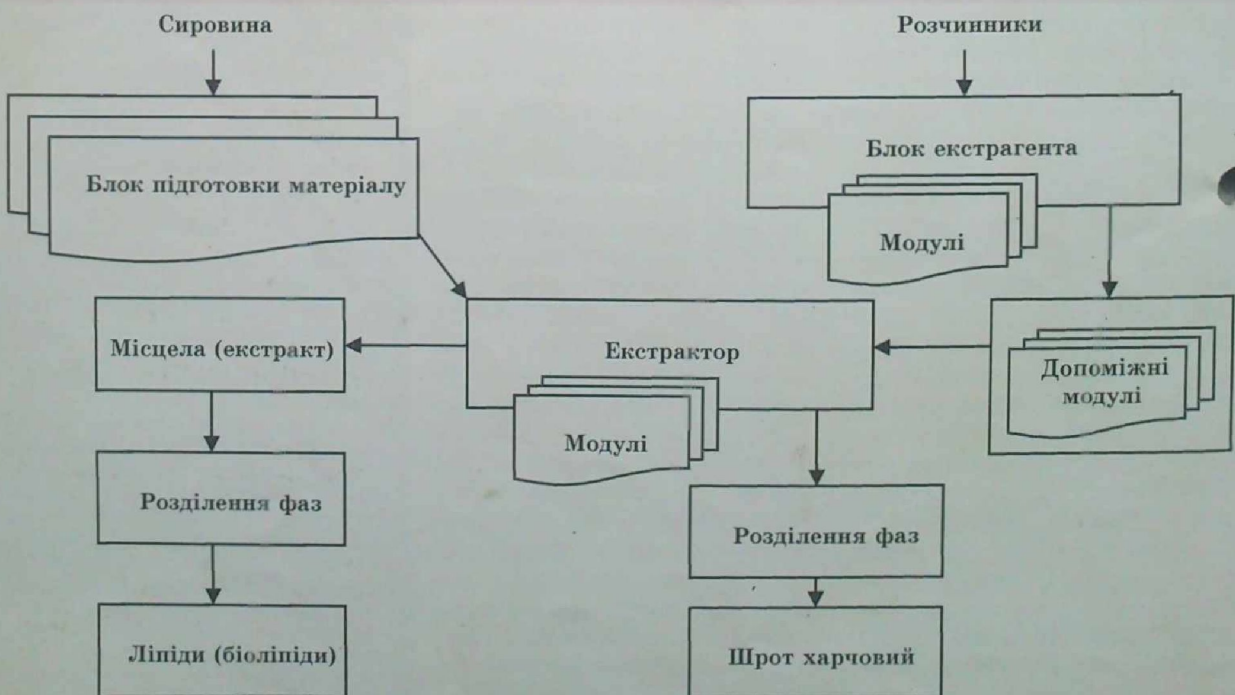 Сировина
Розчинники
Блок підготовки матеріалу
Блок екстрагента
Модулі
Місцела (екстракт)
Екстрактор
Допоміжні
модулі
Модулі
Розділення фаз
Розділення фаз
Ліпіди (біоліпіди)
Шрот харчовий